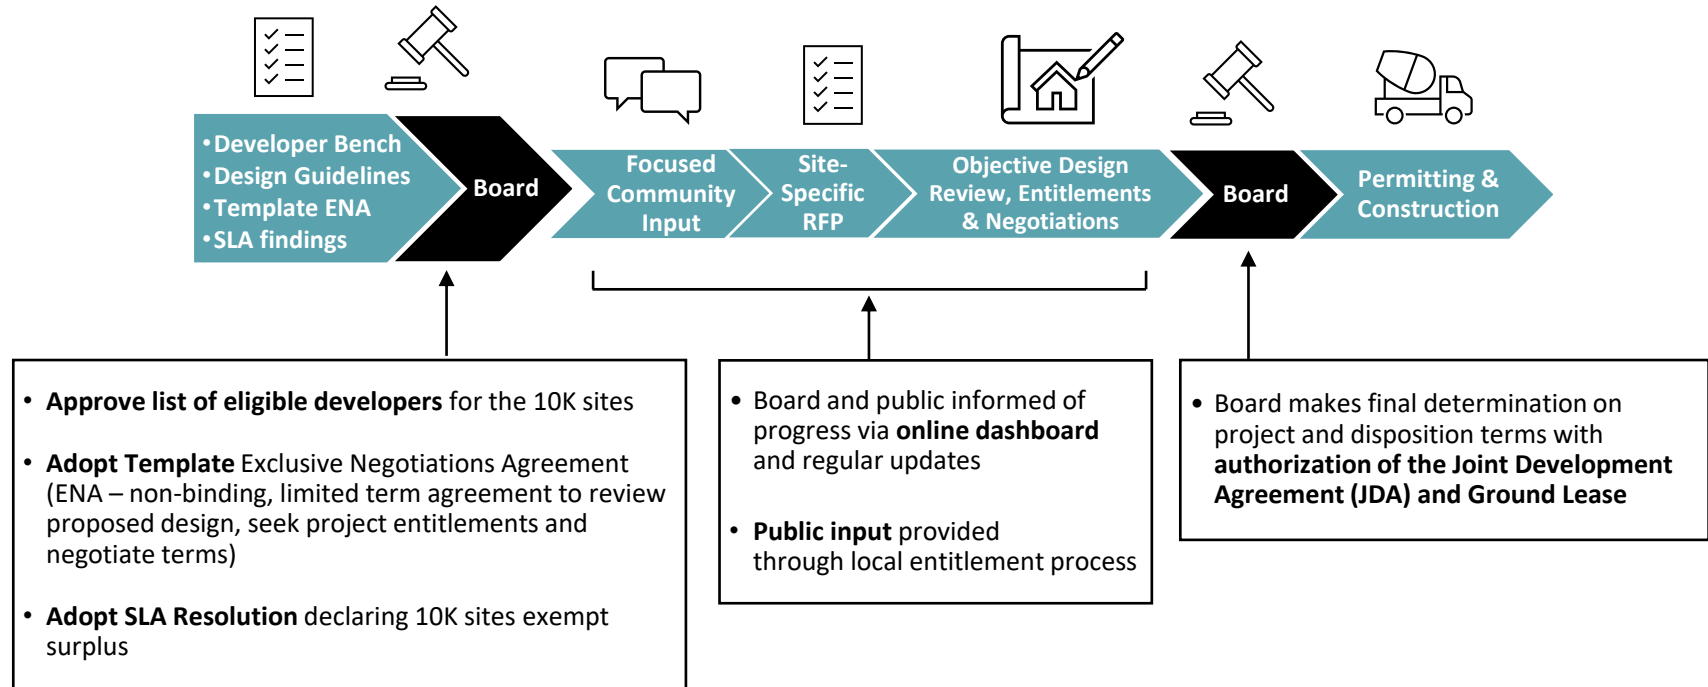 •Developer Bench
•Design Guidelines
•Template ENA
•SLA findings
Board
Focused
Community
Input
Site-
Specific
RFP
Objective Design
Review, Entitlements
& Negotiations
Board
Permitting &
Construction
• Approve list of eligible developers for the 10K sites
• Adopt Template Exclusive Negotiations Agreement
(ENA – non-binding, limited term agreement to review
proposed design, seek project entitlements and
negotiate terms)
• Adopt SLA Resolution declaring 10K sites exempt
surplus
• Board and public informed of
progress via online dashboard
and regular updates
• Public input provided
through local entitlement process
• Board makes final determination on
project and disposition terms with
authorization of the Joint Development
Agreement (JDA) and Ground Lease